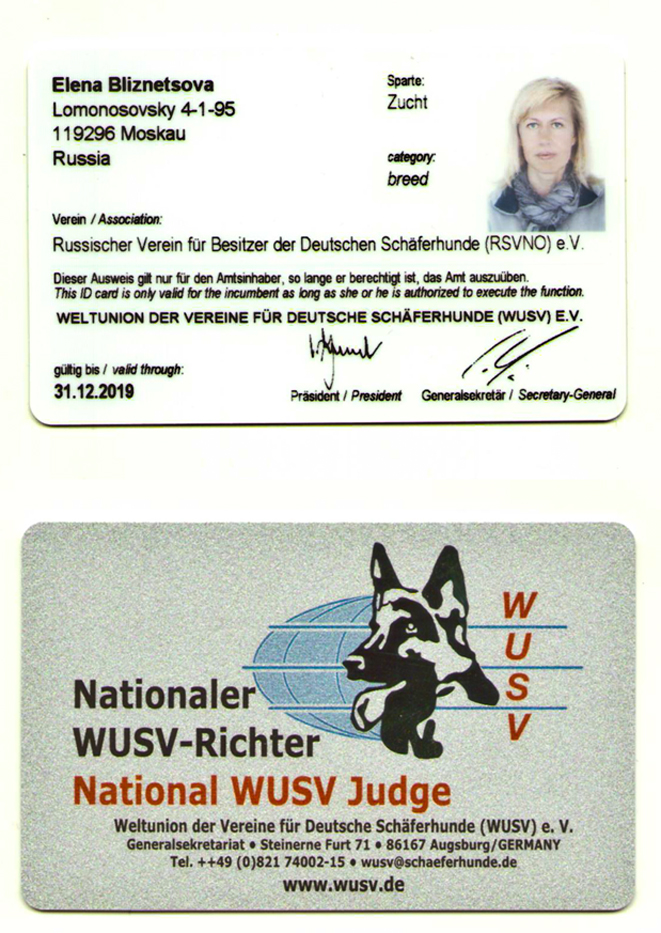 Elena Bliznetsova
Lomonosovsky 4-1-95
119296 Moskau
Russia
Sparte:
Zucht
category:
breed
Verein / Association:
Russischer Verein für Besitzer der Deutschen Schäferhunde (RSVNO) e.V.
Dieser Ausweis gilt nur für den Amtsinhaber, so lange er berechtigt ist, das Amt auszuüben.
This ID card is only valid for the incumbent as long as she or he is authorized to execute the function.
WELTUNION DER VEREINE FÜR DEUTSCHE SCHÄFERHUNDE (WUSV) E.V.
gültig bis / valid through:
31.12.2019
Präsident / President
Generalsekretär / Secretary-General
WUSV
Nationaler
WUSV-Richter
National WUSV Judge
Weltunion der Vereine für Deutsche Schäferhunde (WUSV) e. V.
Generalsekretariat • Steinerne Furt 71 • 86167 Augsburg/GERMANY
Tel. ++49 (0)821 74002-15 • wusv@schaeferhunde.de
www.wusv.de